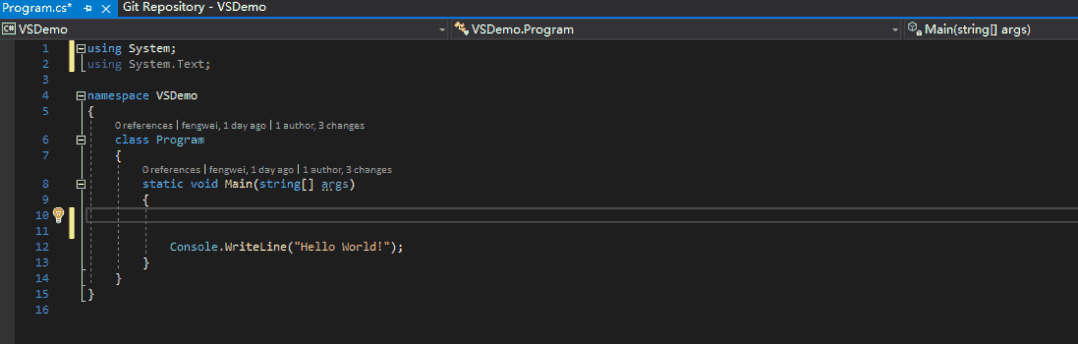 Program.cs* Git Repository - VSDemo
C# VSDemo VSDemo.Program Main(string[] args)
1 using System;
2 using System.Text;
3
4 namespace VSDemo
5 {
0 references | fengwei, 1 day ago | 1 author, 3 changes
6 class Program
7 {
0 references | fengwei, 1 day ago | 1 author, 3 changes
8 static void Main(string[] args)
9 {
10
11
12 Console.WriteLine("Hello World!");
13 }
14 }
15 }
16